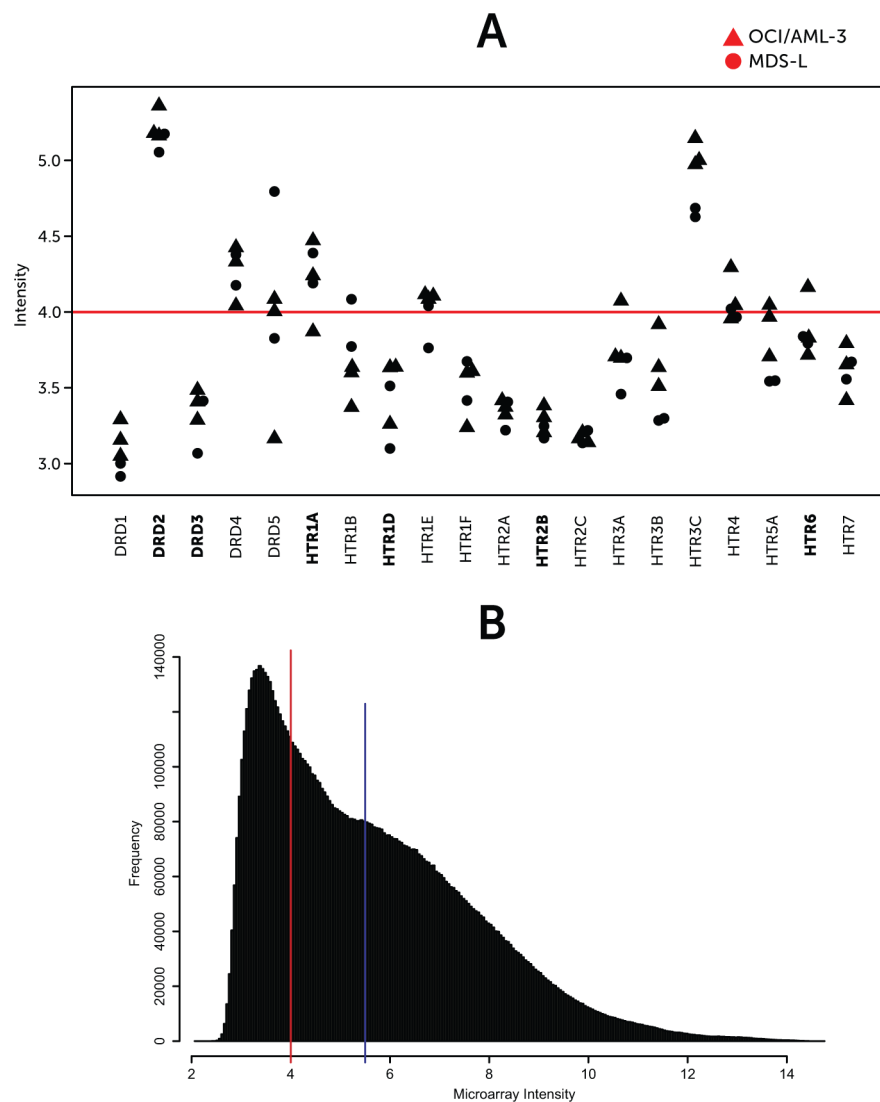 A
OCI/AML-3
MDS-L
Intensity
5.0
4.5
4.0
3.5
3.0
DRD1 DRD2 DRD3 DRD4 DRD5 HTR1A HTR1B HTR1D HTR1E HTR1F HTR2A HTR2B HTR2C HTR3A HTR3B HTR3C HTR4 HTR5A HTR6 HTR7
B
Frequency
140000
100000
80000
60000
40000
20000
0
2 4 6 8 10 12 14
Microarray Intensity